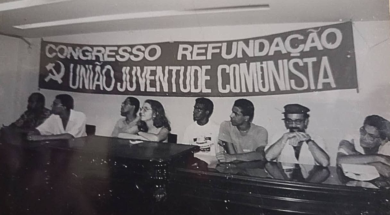 CONGRESSO REFUNDAÇÃO
UNIÃO JUVENTUDE COMUNISTA